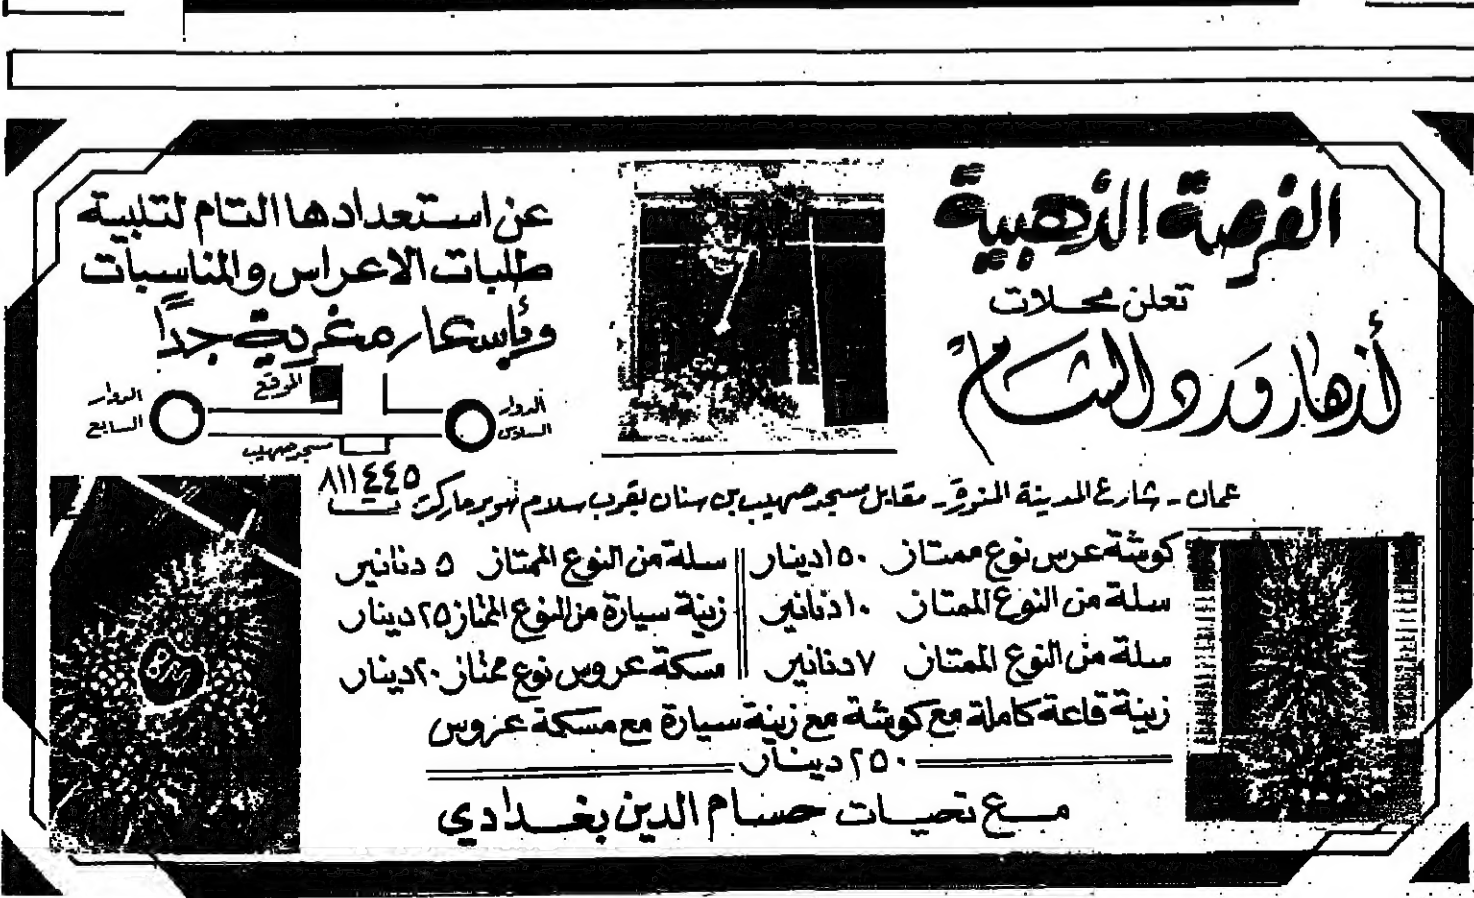 الفرصة الذهبية
تعلن محلات
أزهار ورد الشام
عن استعدادها التام لتلبية
طلبات الاعراس والمناسبات
وبأسعار مغرية جداً
الموقع
الدوار السادس
الدوار السابع
مسجد صهيب
عمان - شارع المدينة المنورة - مقابل مسجد صهيب بن سنان بقرب سلام سوبر ماركت ت ٨١١٤٤٥
كوشة عرس نوع ممتاز ١٥٠ دينار
سلة من النوع الممتاز ١٠ دنانير
سلة من النوع الممتاز ٧ دنانير
سلة من النوع الممتاز ٥ دنانير
زينة سيارة من النوع الممتاز ٢٥ دينار
مسكة عروس نوع ممتاز ٢٠ دينار
زينة قاعة كاملة مع كوشة مع زينة سيارة مع مسكة عروس
٢٥٠ دينار
مع تحيات حسام الدين بغدادي